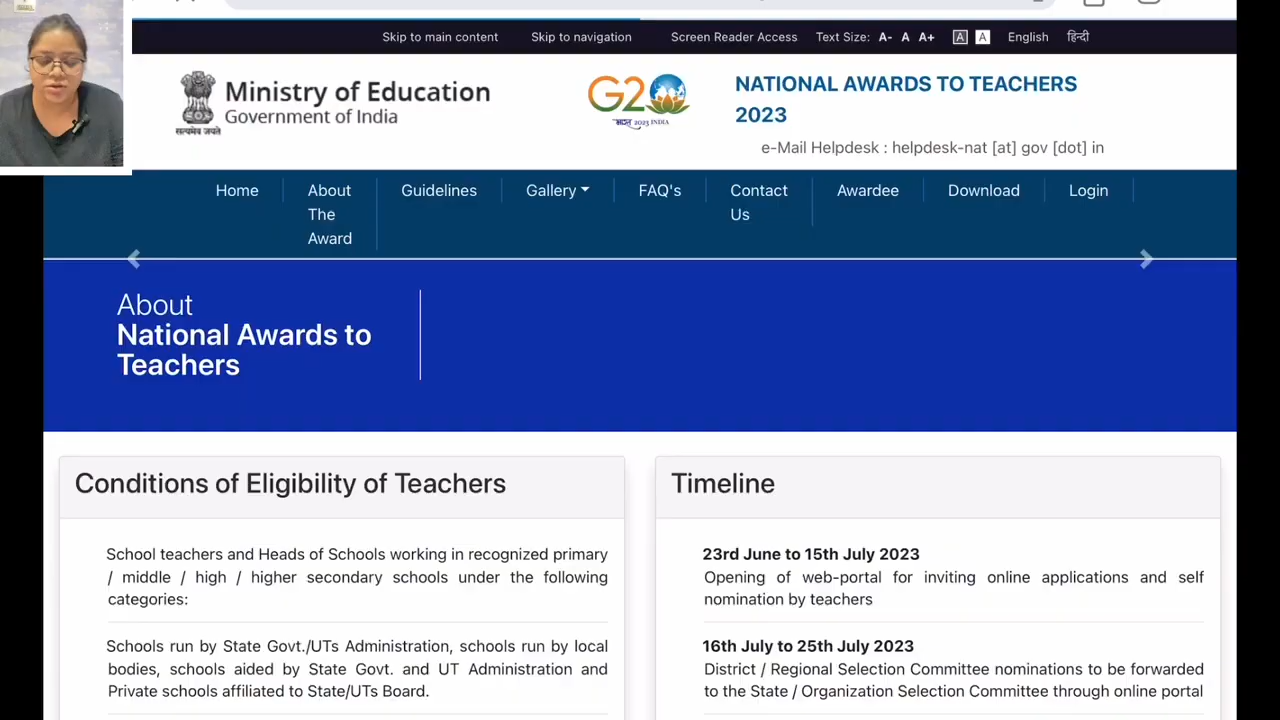 Skip to main content Skip to navigation Screen Reader Access Text Size: A- A A+ A A English हिन्दी
Ministry of Education
Government of India
सत्यमेव जयते
G20
2023 INDIA
NATIONAL AWARDS TO TEACHERS
2023
e-Mail Helpdesk : helpdesk-nat [at] gov [dot] in
Home About The Award Guidelines Gallery FAQ's Contact Us Awardee Download Login
About
National Awards to
Teachers
Conditions of Eligibility of Teachers
School teachers and Heads of Schools working in recognized primary
/ middle / high / higher secondary schools under the following
categories:
Schools run by State Govt./UTs Administration, schools run by local
bodies, schools aided by State Govt. and UT Administration and
Private schools affiliated to State/UTs Board.
Timeline
23rd June to 15th July 2023
Opening of web-portal for inviting online applications and self
nomination by teachers
16th July to 25th July 2023
District / Regional Selection Committee nominations to be forwarded
to the State / Organization Selection Committee through online portal